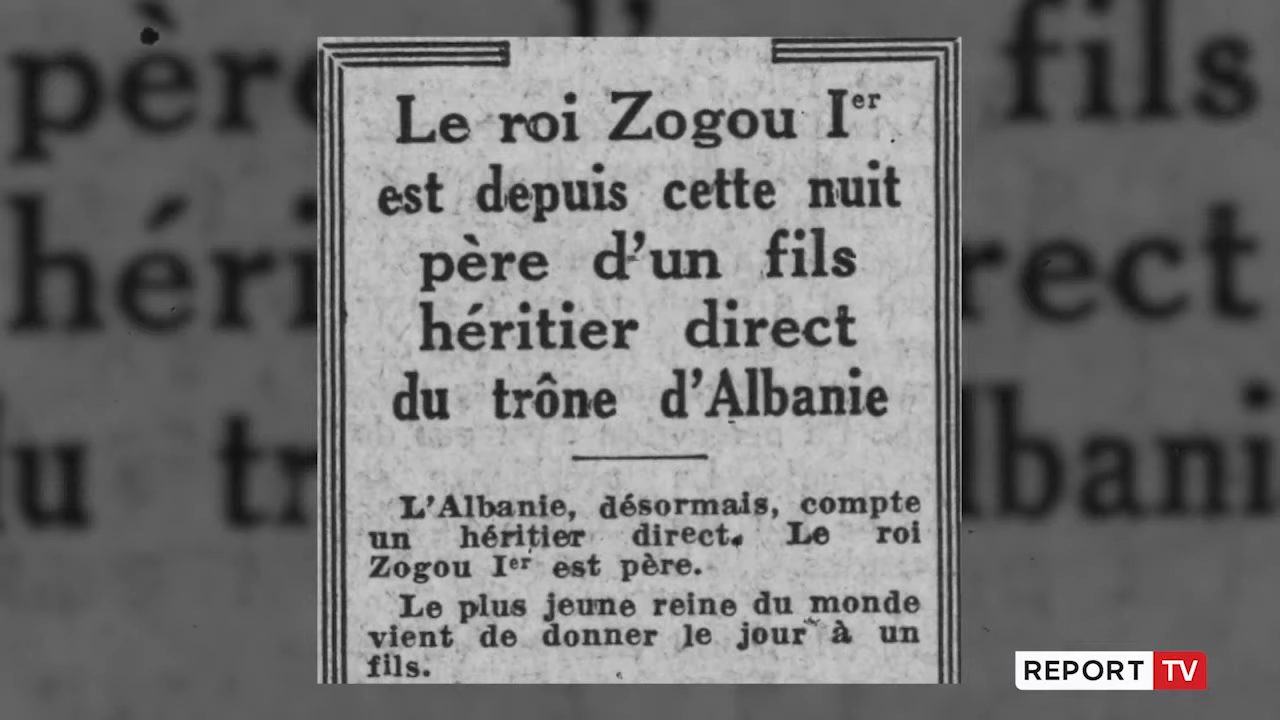 Le roi Zogou Iᵉʳ
est depuis cette nuit
père d'un fils
héritier direct
du trône d'Albanie
L'Albanie, désormais, compte
un héritier direct. Le roi
Zogou Iᵉʳ est père.
Le plus jeune reine du monde
vient de donner le jour à un
fils.
REPORT TV